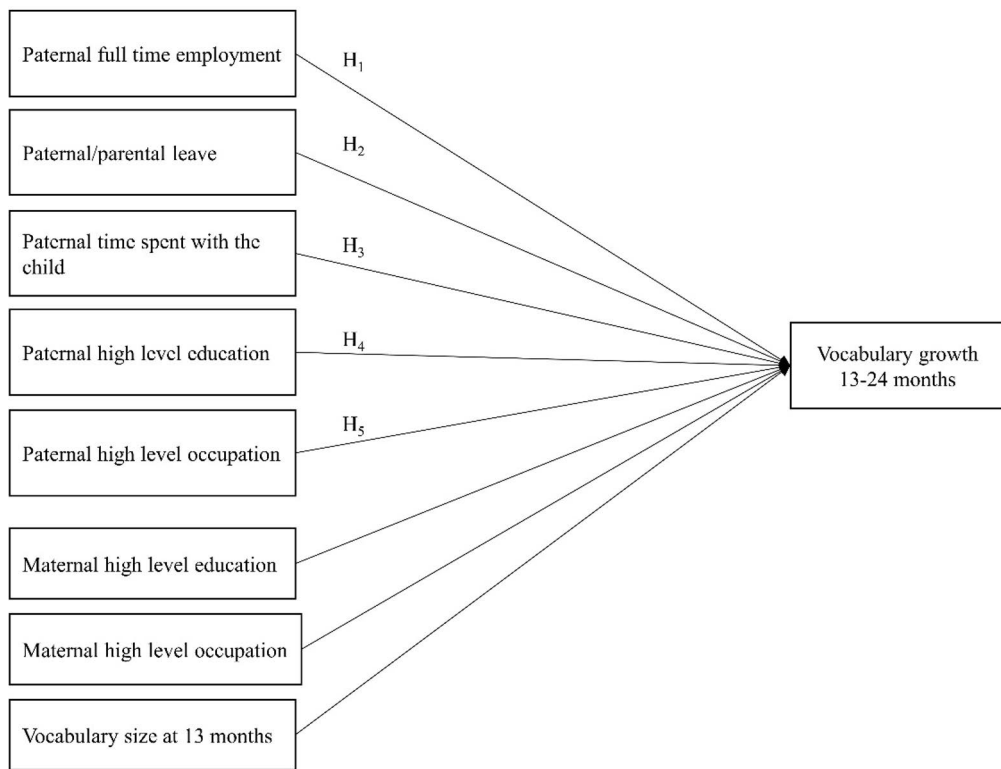 Paternal full time employment
H₁
Paternal/parental leave
H₂
Paternal time spent with the
child
H₃
Paternal high level education
H₄
Paternal high level occupation
H₅
Maternal high level education
Maternal high level occupation
Vocabulary size at 13 months
Vocabulary growth
13-24 months